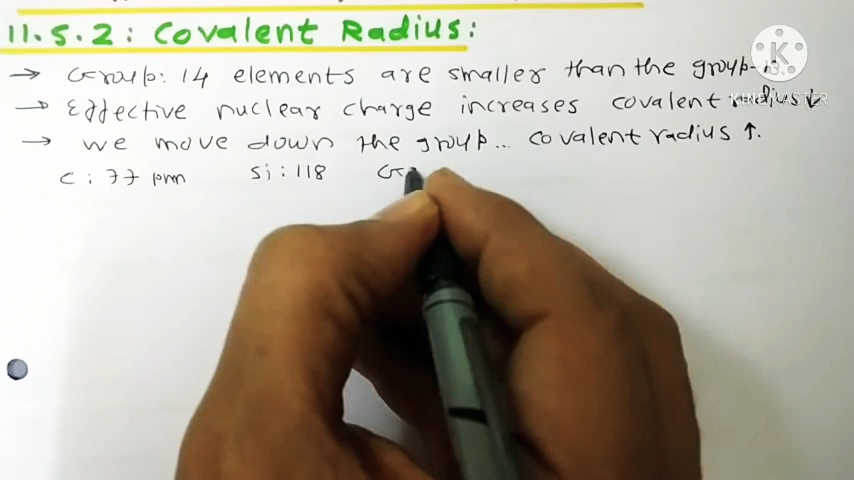 11.5.2: Covalent Radius:
→ Group: 14 elements are smaller than the group-13.
→ Effective nuclear charge increases covalent radius ↓
→ we move down the group... covalent radius ↑.
C : 77 pm Si : 118 G
KINEMASTER